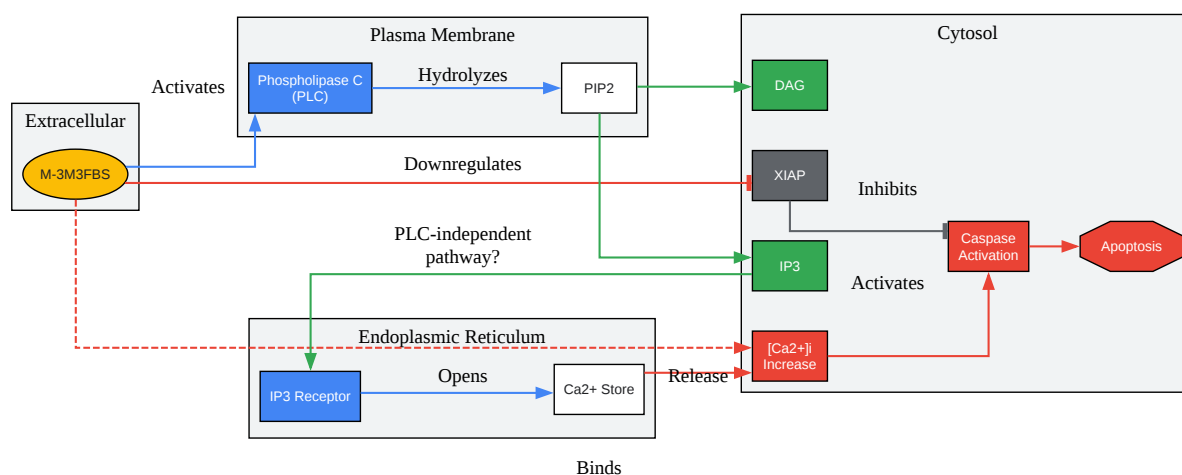 Plasma Membrane
Cytosol
Activates
Phospholipase C
(PLC)
Hydrolyzes
PIP2
DAG
Extracellular
M-3M3FBS
Downregulates
XIAP
Inhibits
PLC-independent
pathway?
IP3
Caspase
Activation
Apoptosis
Activates
Endoplasmic Reticulum
[Ca2+]i
Increase
IP3 Receptor
Opens
Ca2+ Store
Release
Binds